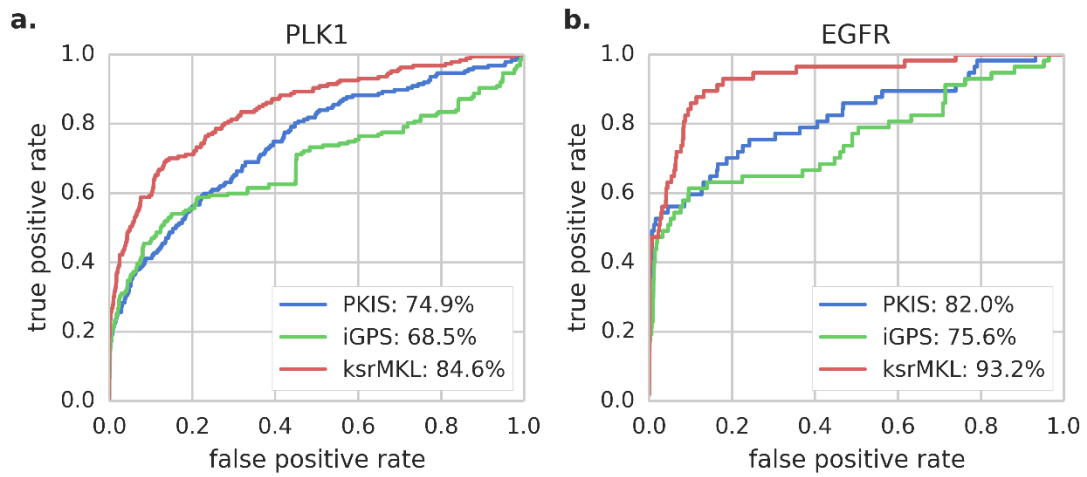 a.
PLK1
true positive rate
1.0
0.8
0.6
0.4
0.2
0.0
PKIS: 74.9%
iGPS: 68.5%
ksrMKL: 84.6%
0.0 0.2 0.4 0.6 0.8 1.0
false positive rate
b.
EGFR
true positive rate
1.0
0.8
0.6
0.4
0.2
0.0
PKIS: 82.0%
iGPS: 75.6%
ksrMKL: 93.2%
0.0 0.2 0.4 0.6 0.8 1.0
false positive rate